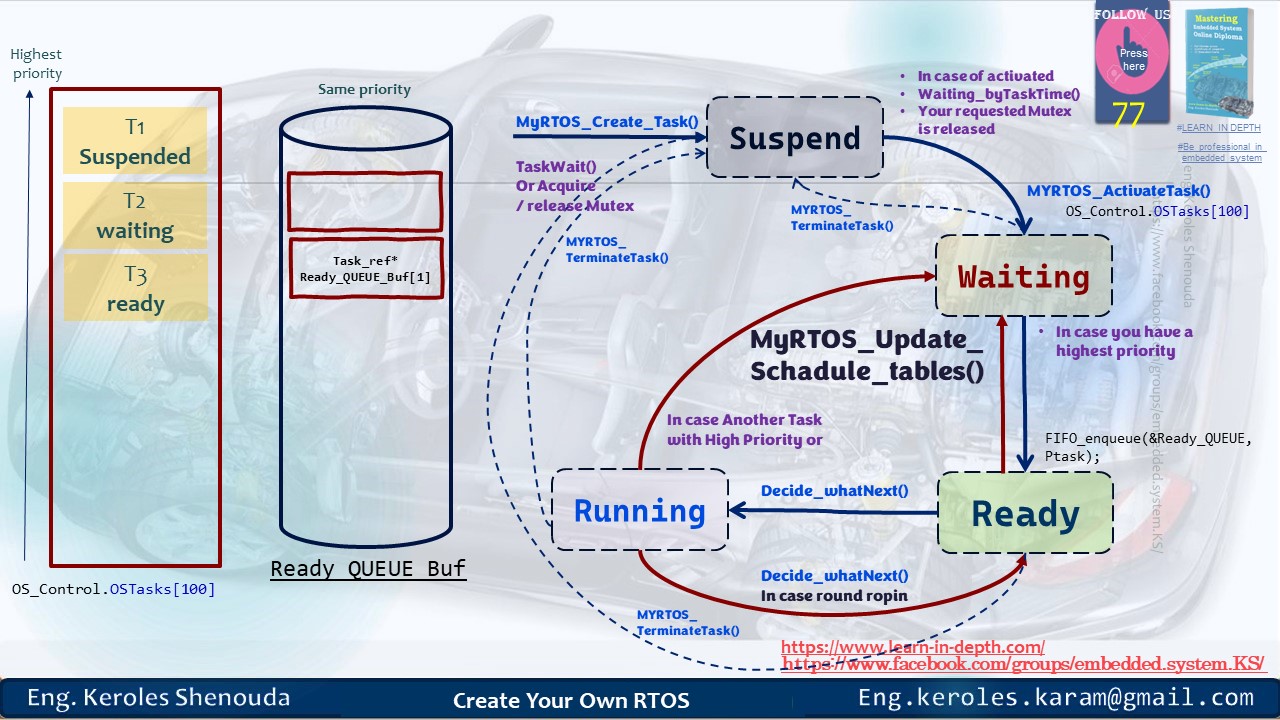 FOLLOW US
Press
here
77
Mastering
Embedded System
Online Diploma
#LEARN_IN DEPTH
#Be_professional_in_
embedded_system
Highest
priority
T1
Suspended
T2
waiting
T3
ready
OS_Control.OSTasks[100]
Same priority
Task_ref*
Ready_QUEUE_Buf[1]
Ready QUEUE Buf
MyRTOS_Create_Task()
TaskWait()
Or Acquire
/ release Mutex
MYRTOS_
TerminateTask()
Suspend
• In case of activated
• Waiting_byTaskTime()
• Your requested Mutex
is released
MYRTOS_
TerminateTask()
MYRTOS_ActivateTask()
OS_Control.OSTasks[100]
Waiting
MyRTOS_Update_
Schadule_tables()
• In case you have a
highest priority
In case Another Task
with High Priority or
FIFO_enqueue(&Ready_QUEUE,
Ptask);
Running
Decide_whatNext()
Ready
Decide_whatNext()
In case round ropin
MYRTOS_
TerminateTask()
eng.Keroles Shenouda
https://www.facebook.com/groups/embedded.system.KS/
https://www.learn-in-depth.com/
https://www.facebook.com/groups/embedded.system.KS/
Eng. Keroles Shenouda
Create Your Own RTOS
Eng.keroles.karam@gmail.com